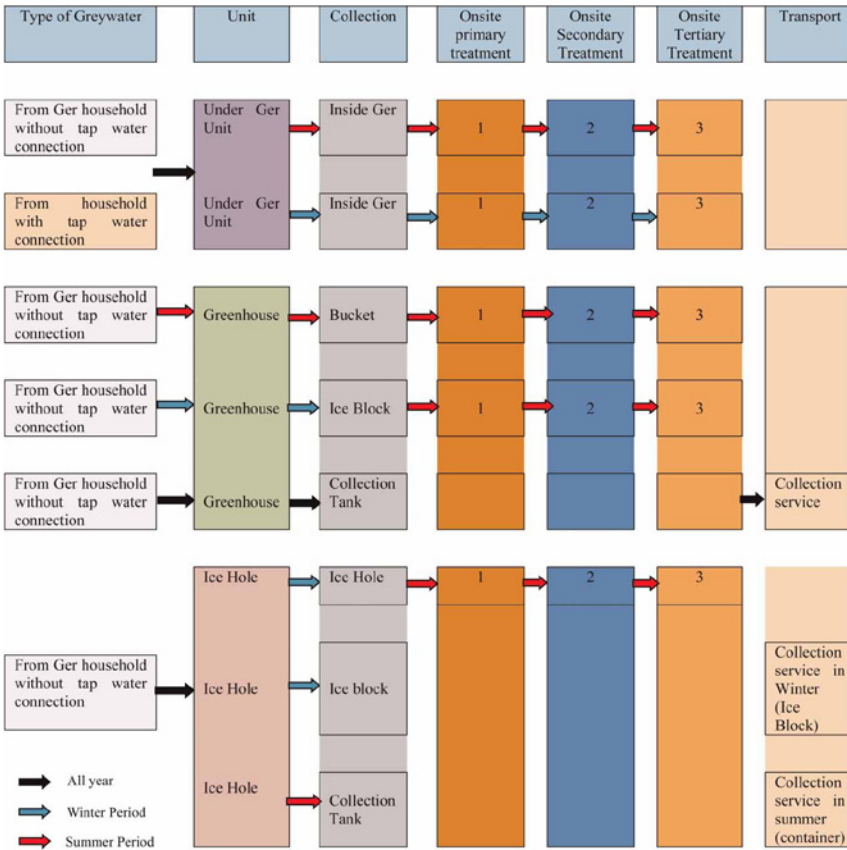 Type of Greywater
Unit
Collection
Onsite
primary
treatment
Onsite
Secondary
Treatment
Onsite
Tertiary
Treatment
Transport
From Ger household
without tap water
connection
Under Ger
Unit
Inside Ger
1
2
3
From household
with tap water
connection
Under Ger
Unit
Inside Ger
1
2
3
From Ger household
without tap water
connection
Greenhouse
Bucket
1
2
3
From Ger household
without tap water
connection
Greenhouse
Ice Block
1
2
3
From Ger household
without tap water
connection
Greenhouse
Collection
Tank
Collection
service
Ice Hole
Ice Hole
1
2
3
From Ger household
without tap water
connection
Ice Hole
Ice block
Collection
service in
Winter
(Ice
Block)
Ice Hole
Collection
Tank
Collection
service in
summer
(container)
All year
Winter Period
Summer Period